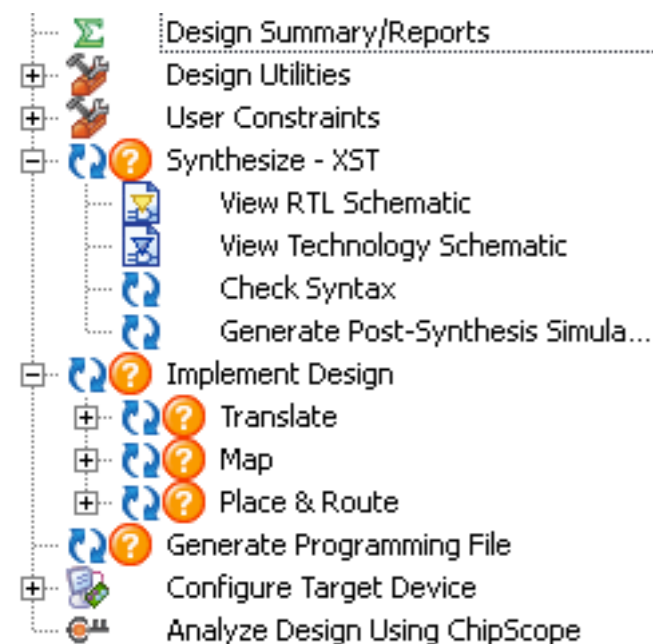 Design Summary/Reports
Design Utilities
User Constraints
Synthesize - XST
View RTL Schematic
View Technology Schematic
Check Syntax
Generate Post-Synthesis Simula...
Implement Design
Translate
Map
Place & Route
Generate Programming File
Configure Target Device
Analyze Design Using ChipScope